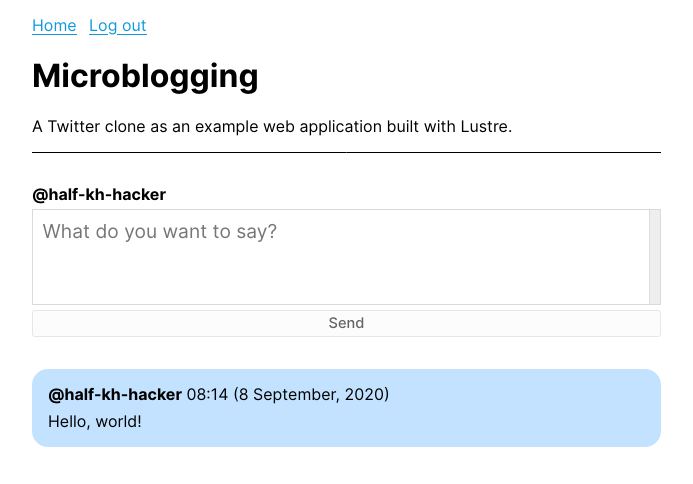 Home Log out
Microblogging
A Twitter clone as an example web application built with Lustre.
@half-kh-hacker
What do you want to say?
Send
@half-kh-hacker 08:14 (8 September, 2020)
Hello, world!